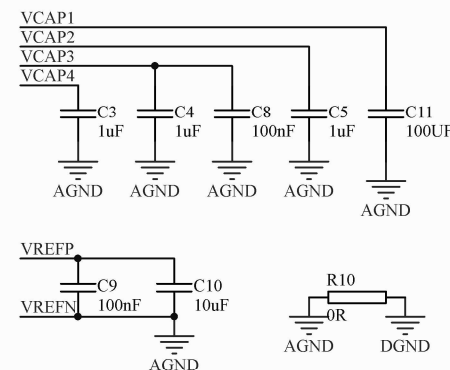 VCAP1
VCAP2
VCAP3
VCAP4
C3
1uF
C4
1uF
C8
100nF
C5
1uF
C11
100UF
AGND
AGND
AGND
AGND
AGND
VREFP
C9
100nF
C10
10uF
VREFN
AGND
R10
0R
AGND
DGND